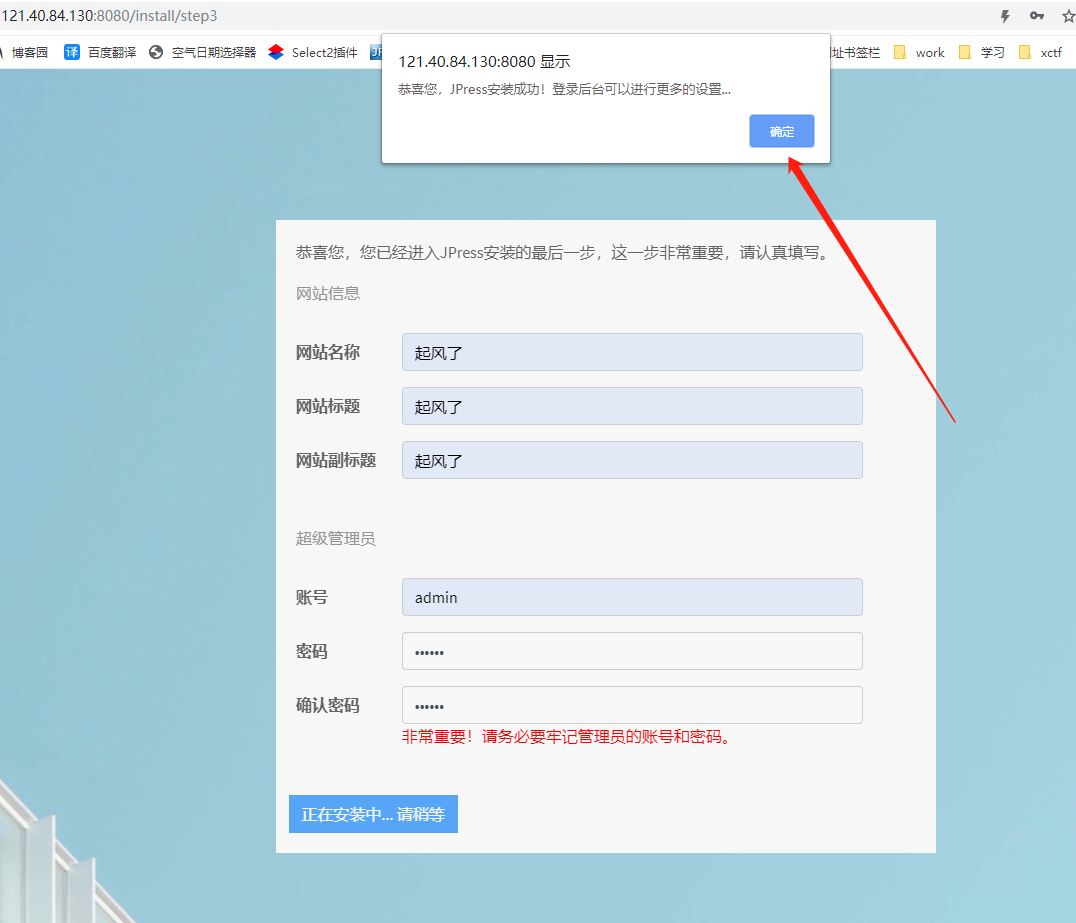 121.40.84.130:8080/install/step3
博客园 译 百度翻译 空气日期选择器 Select2插件 址书签栏 work 学习 xctf
121.40.84.130:8080 显示
恭喜您，JPress安装成功！登录后台可以进行更多的设置...
确定
恭喜您，您已经进入JPress安装的最后一步，这一步非常重要，请认真填写。
网站信息
网站名称 起风了
网站标题 起风了
网站副标题 起风了
超级管理员
账号 admin
密码 ••••••
确认密码 ••••••
非常重要！请务必要牢记管理员的账号和密码。
正在安装中... 请稍等